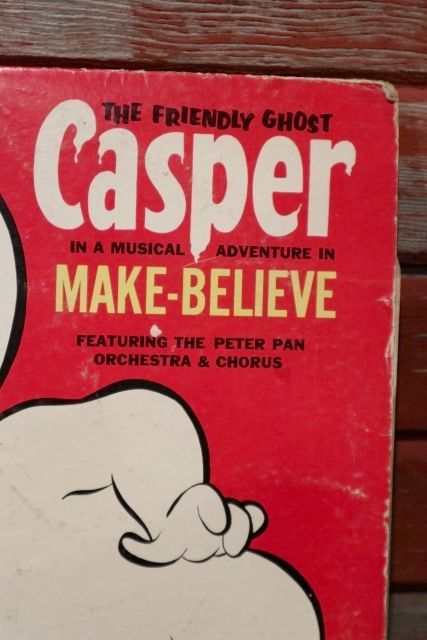 THE FRIENDLY GHOST
Casper
IN A MUSICAL ADVENTURE IN
MAKE-BELIEVE
FEATURING THE PETER PAN
ORCHESTRA & CHORUS